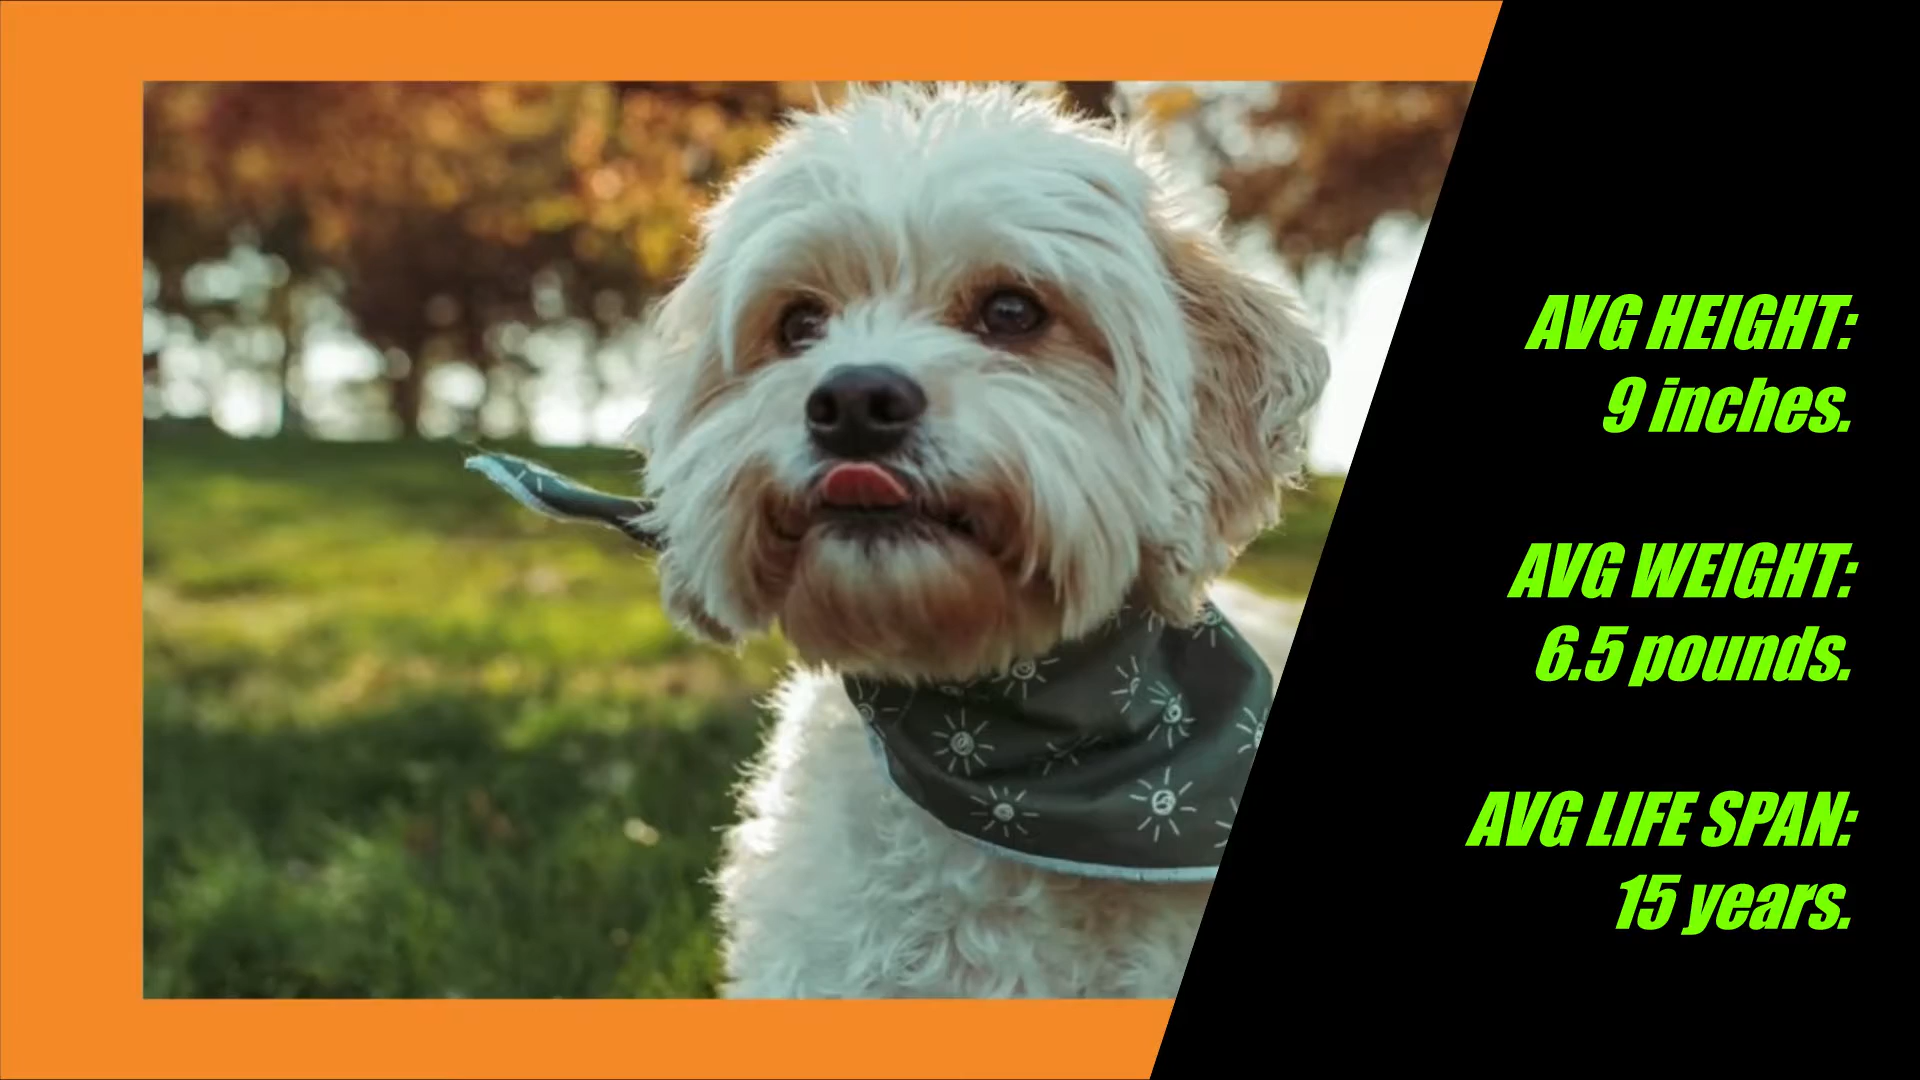 AVG HEIGHT:
9 inches.
AVG WEIGHT:
6.5 pounds.
AVG LIFE SPAN:
15 years.